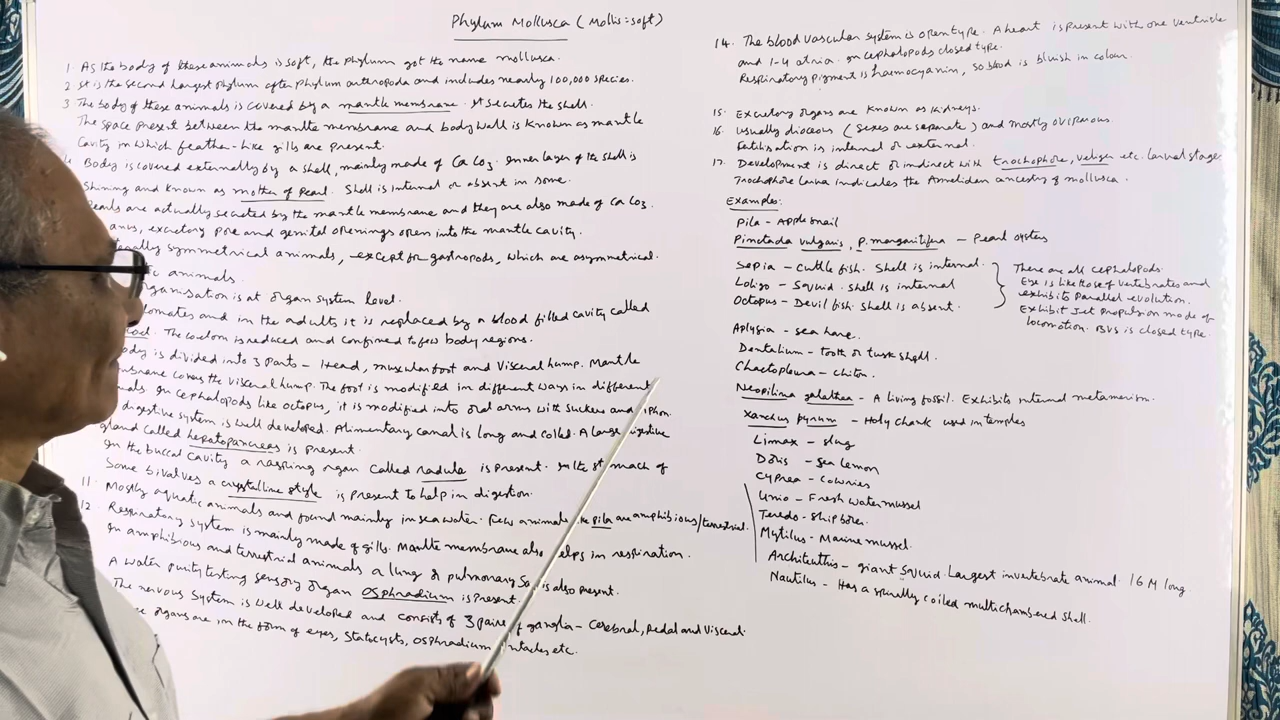 Phylum Mollusca (Mollis=soft)
1. As the body of these animals is soft, the phylum got the name mollusca.
2 It is the second largest phylum after phylum arthropoda and includes nearly 100,000 species.
3 The body of these animals is covered by a mantle membrane. It secretes the shell.
The space present between the mantle membrane and body wall is known as mantle
Cavity in which feather-like gills are present.
Body is covered externally by a shell, mainly made of CaCO3. Inner layer of the shell is
Shining and known as mother of pearl. Shell is internal or absent in some.
Pearls are actually secreted by the mantle membrane and they are also made of CaCO3.
anus, excretory pore and genital openings open into the mantle cavity.
symmetrical animals, except for gastropods, which are asymmetrical.
animals.
organisation is at organ system level.
and in the adults it is replaced by a blood filled cavity called
The coelom is reduced and confined to few body regions.
body is divided into 3 parts - Head, muscular foot and Visceral hump. Mantle
covers the visceral hump. The foot is modified in different ways in different
In cephalopods like octopus, it is modified into oral arms with suckers and
digestive system is well developed. Alimentary canal is long and coiled. A large digestive
gland called hepatopancreas is present.
In the buccal cavity a rasping organ called radula is present. In the stomach of
Some bivalves a crystalline style is present to help in digestion.
11. Mostly aquatic animals and found mainly in sea water. Few animals like pila are amphibious/terrestrial.
12. Respiratory system is mainly made of gills. Mantle membrane also helps in respiration.
In amphibious and terrestrial animals a lung or pulmonary is also present.
A water purity testing sensory organ Osphradium is present.
The nervous system is well developed and consists of 3 pairs of ganglia - Cerebral, Pedal and Visceral.
organs are in the form of eyes, Statocysts, Osphradium, etc.
14. The blood vascular system is open type. A heart is present with one ventricle
and 1-4 atria. In cephalopods closed type.
Respiratory pigment is haemocyanin, so blood is bluish in colour.
15. Excretory organs are known as kidneys.
16. Usually dioceous (sexes are separate) and mostly oviparous.
Fertilisation is internal or external.
17. Development is direct or indirect with trochophore, veliger etc. larval stages
Trochophore larva indicates the Annelidan ancestry of mollusca.
Examples:
Pila - Apple snail
Pinctada vulgaris, P. margaritifera - Pearl oysters
Sepia - Cuttle fish. Shell is internal.
Loligo - Squid. shell is internal
Octopus - Devil fish. shell is absent.
There are all cephalopods.
Eye is like those of vertebrates and
exhibits Parallel evolution.
Exhibit Jet propulsion mode of
locomotion. BVS is closed type.
Aplysia - sea hare.
Dentalium - tooth or tusk shell.
Chaetopleura - chiton.
Neopilina galathea - A living fossil. Exhibits internal metamerism.
Xanchus pyrum - Holy chank used in temples
Limax - slug
Doris - sea lemon
Cyprea - Cowries
Unio - Fresh water mussel
Teredo - shipborer.
Mytilus - Marine mussel.
Architeuthis - giant squid. Largest invertebrate animal. 16 M long.
Nautilus - Has a spirally coiled multichambered shell.